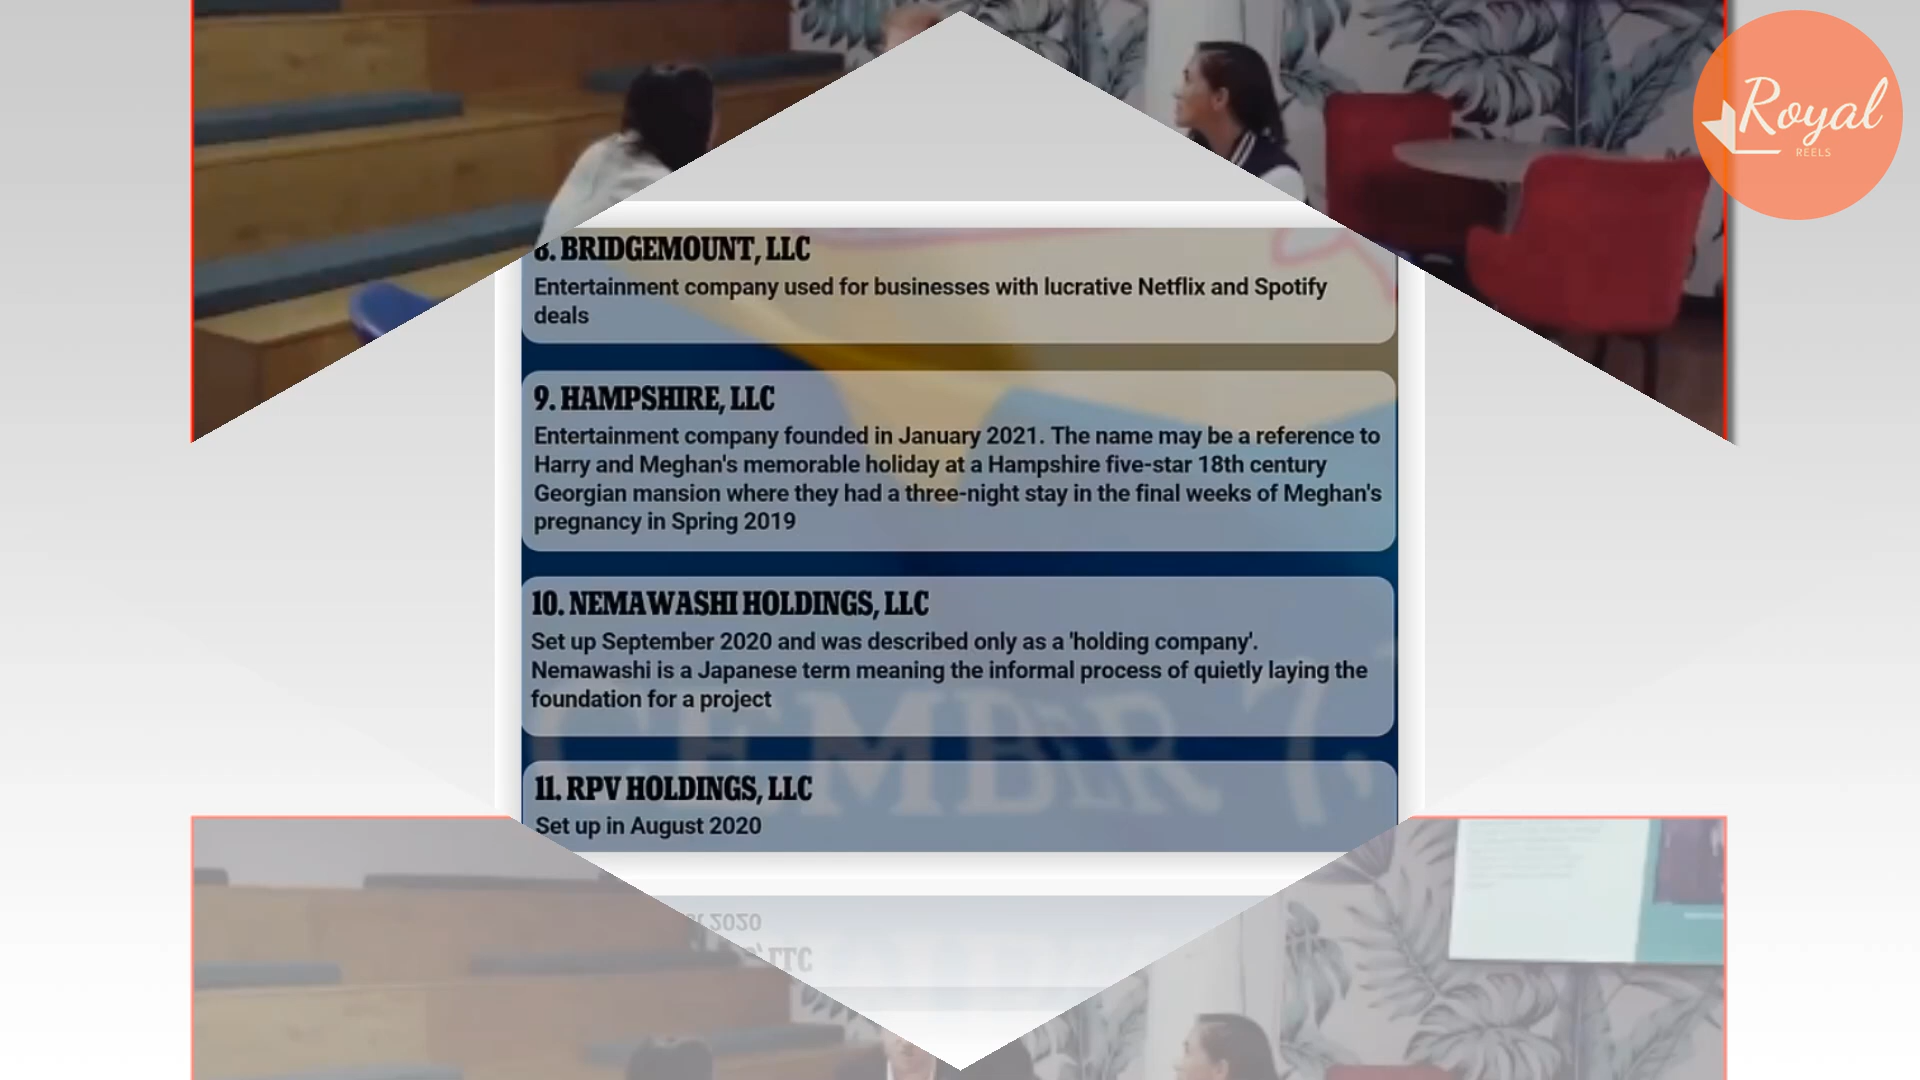 Royal
REELS
8. BRIDGEMOUNT, LLC
Entertainment company used for businesses with lucrative Netflix and Spotify
deals
9. HAMPSHIRE, LLC
Entertainment company founded in January 2021. The name may be a reference to
Harry and Meghan's memorable holiday at a Hampshire five-star 18th century
Georgian mansion where they had a three-night stay in the final weeks of Meghan's
pregnancy in Spring 2019
10. NEMAWASHI HOLDINGS, LLC
Set up September 2020 and was described only as a 'holding company'.
Nemawashi is a Japanese term meaning the informal process of quietly laying the
foundation for a project
CEMBER 7,
11. RPV HOLDINGS, LLC
Set up in August 2020